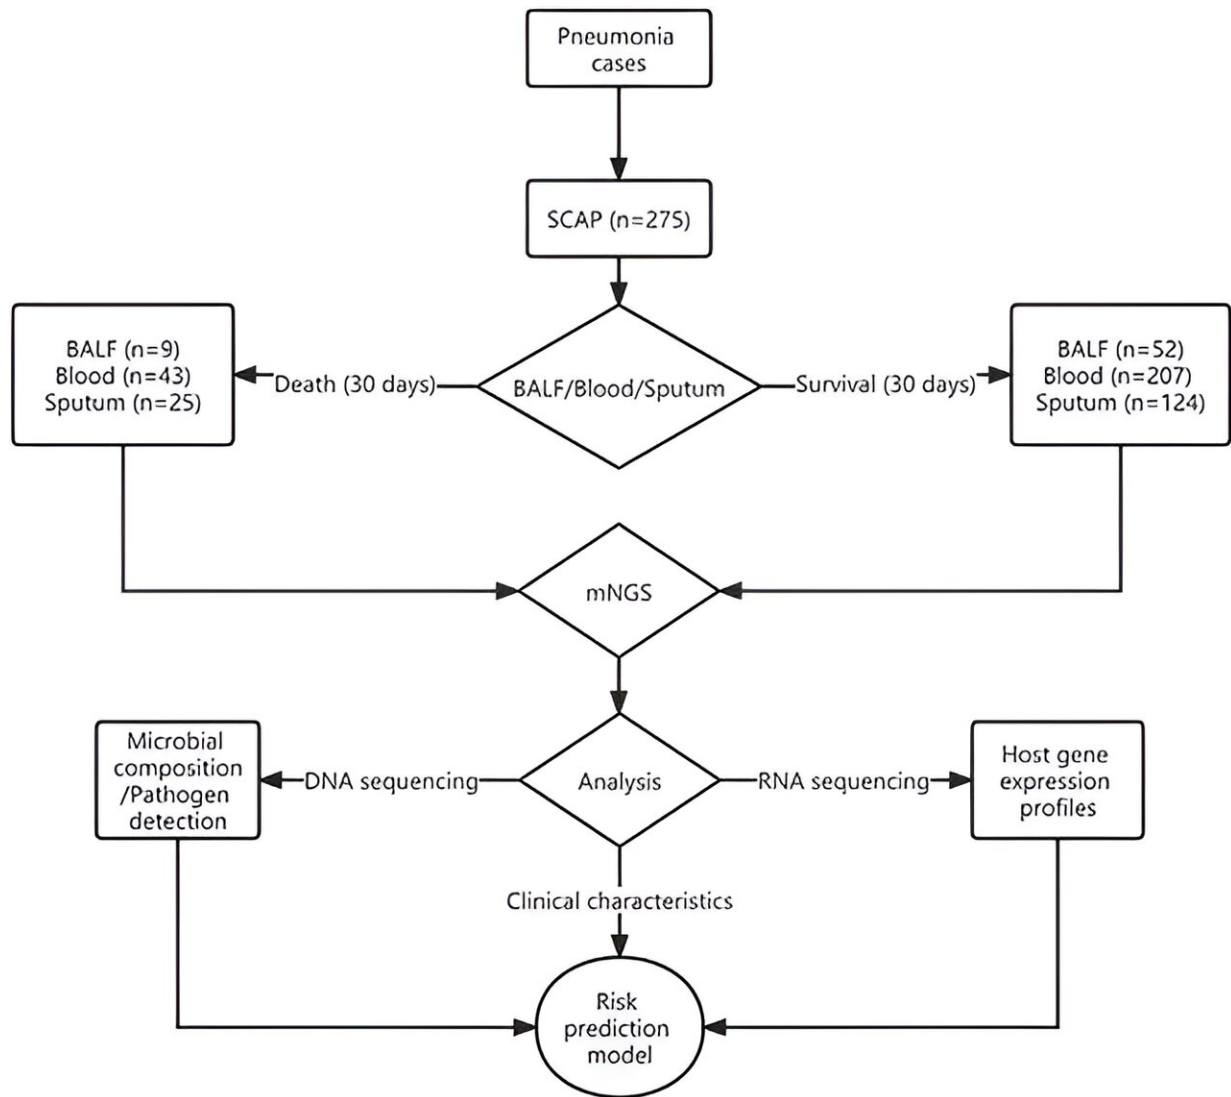 Pneumonia
cases
SCAP (n=275)
BALF (n=9)
Blood (n=43)
Sputum (n=25)
Death (30 days)
BALF/Blood/Sputum
Survival (30 days)
BALF (n=52)
Blood (n=207)
Sputum (n=124)
mNGS
Microbial
composition
/Pathogen
detection
DNA sequencing
Analysis
RNA sequencing
Host gene
expression
profiles
Clinical characteristics
Risk
prediction
model